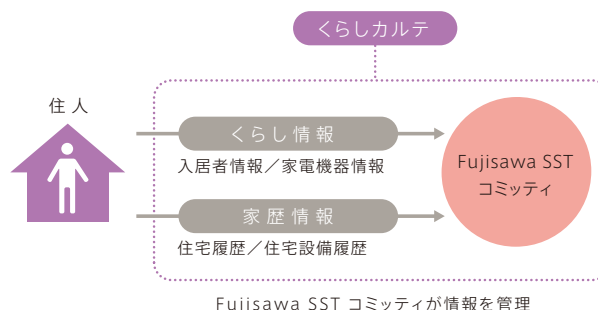 くらしカルテ
住人
くらし情報
入居者情報／家電機器情報
Fujisawa SST
コミッティ
家歴情報
住宅履歴／住宅設備履歴
Fujisawa SST コミッティが情報を管理